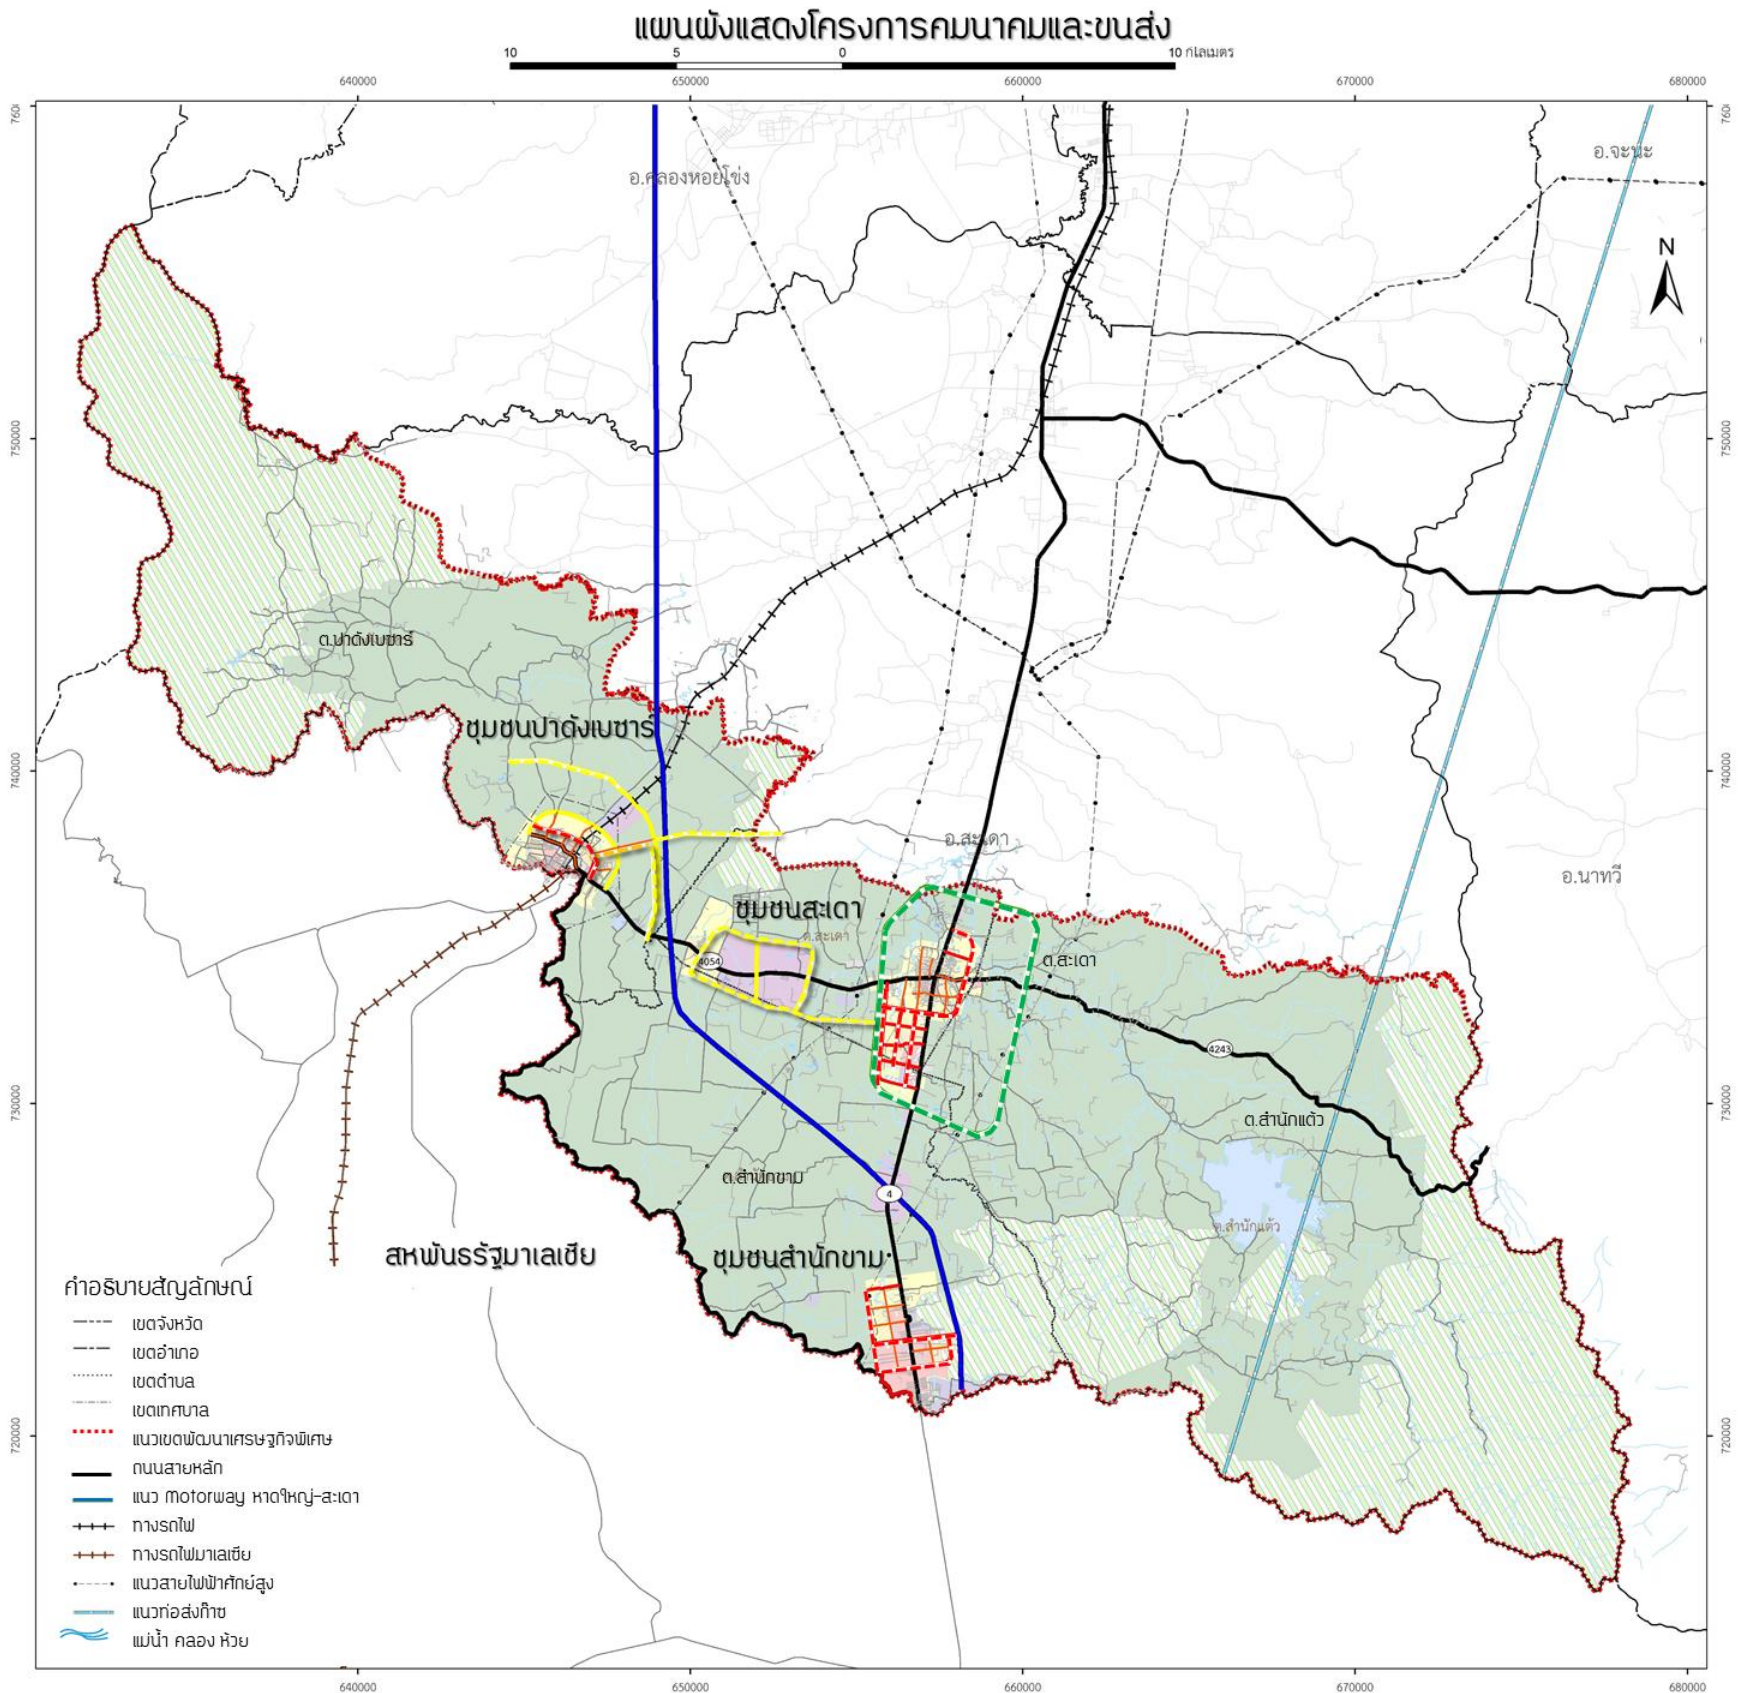 แผนผังแสดงโครงการคมนาคมและขนส่ง
10 5 0 10 กิโลเมตร
640000 650000 660000 670000 680000
อ.จะนะ
อ.คลองหอยโข่ง
N
750000 750000
ต.ปาดังเบซาร์
ชุมชนปาดังเบซาร์
740000 740000
อ.สะเดา
อ.นาทวี
ชุมชนสะเดา
ต.สะเดา
ต.สะเดา
4054
4243
730000 730000
ต.สำนักแต้ว
ต.สำนักขาม
4
ต.สำนักแต้ว
สหพันธรัฐมาเลเซีย
ชุมชนสำนักขาม
คำอธิบายสัญลักษณ์
เขตจังหวัด
เขตอำเภอ
เขตตำบล
เขตเทศบาล
แนวเขตพัฒนาเศรษฐกิจพิเศษ
ถนนสายหลัก
แนว motorway หาดใหญ่-สะเดา
ทางรถไฟ
ทางรถไฟมาเลเซีย
แนวสายไฟฟ้าศักย์สูง
แนวท่อส่งก๊าซ
แม่น้ำ คลอง ห้วย
720000 720000
640000 650000 660000 670000 680000